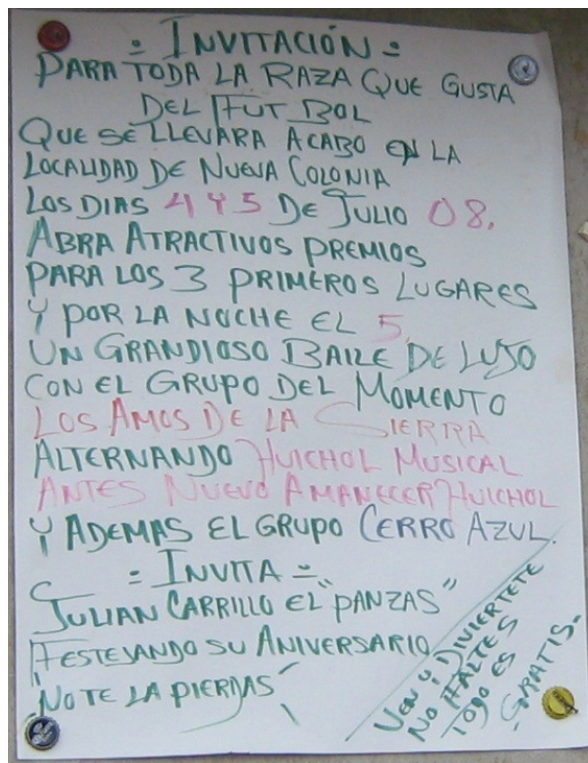 = INVITACIÓN =
PARA TODA LA RAZA QUE GUSTA
DEL FUT BOL
QUE SE LLEVARA ACABO EN LA
LOCALIDAD DE NUEVA COLONIA
LOS DIAS 4 Y 5 DE JULIO 08.
ABRA ATRACTIVOS PREMIOS
PARA LOS 3 PRIMEROS LUGARES
Y POR LA NOCHE EL 5
UN GRANDIOSO BAILE DE LUJO
CON EL GRUPO DEL MOMENTO
LOS AMOS DE LA SIERRA
ALTERNANDO HUICHOL MUSICAL
ANTES NUEVO AMANECER HUICHOL
Y ADEMAS EL GRUPO CERRO AZUL.
= INVITA =
JULIAN CARRILLO EL "PANZAS"
FESTEJANDO SU ANIVERSARIO
"NO TE LA PIERDAS"
VEN Y DIVIERTETE
NO FALTES
TODO ES
-GRATIS-